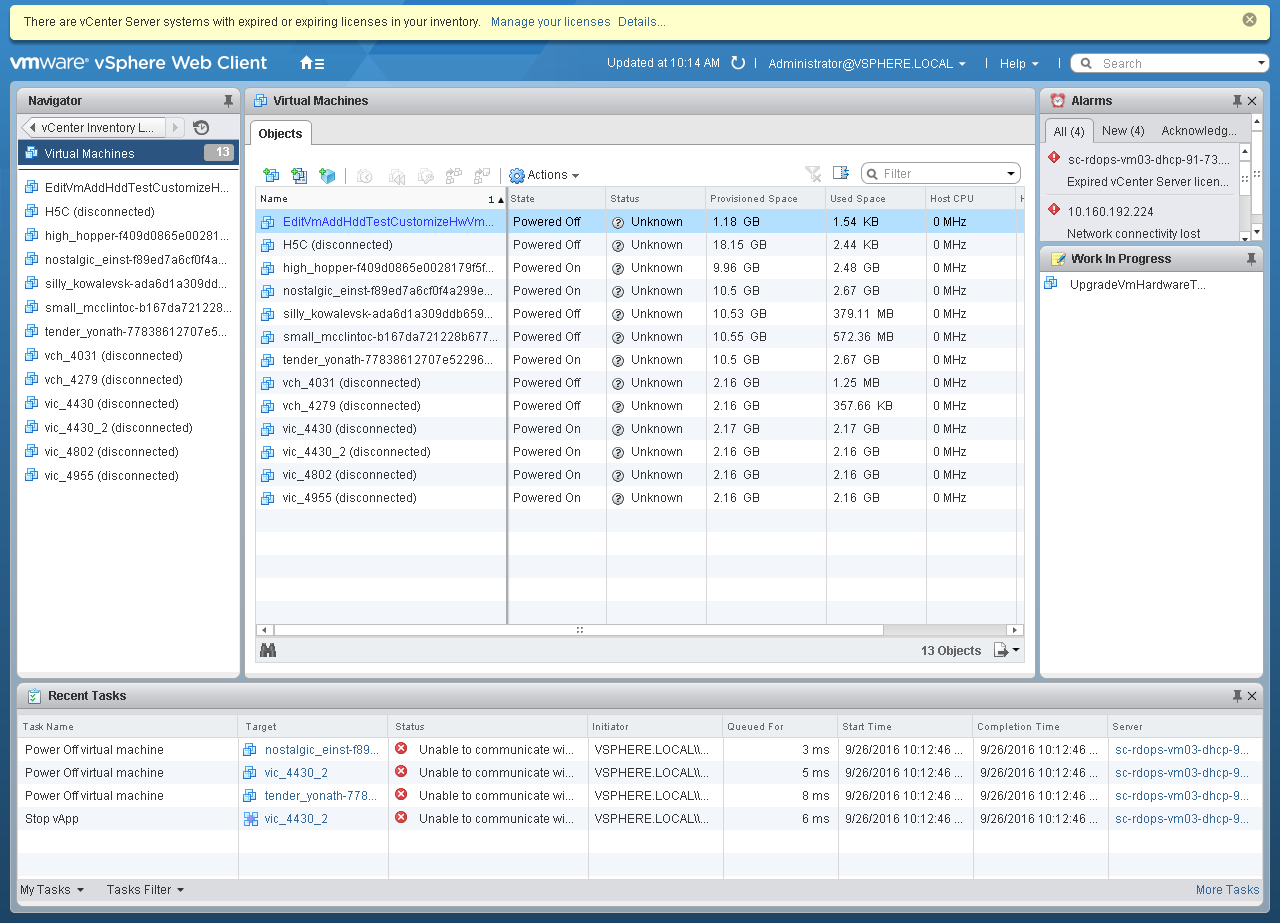 There are vCenter Server systems with expired or expiring licenses in your inventory. Manage your licenses Details...
vmware® vSphere Web Client Updated at 10:14 AM Administrator@VSPHERE.LOCAL Help Search
Navigator
vCenter Inventory L...
Virtual Machines 13
EditVmAddHddTestCustomizeH...
H5C (disconnected)
high_hopper-f409d0865e00281...
nostalgic_einst-f89ed7a6cf0f4a...
silly_kowalevsk-ada6d1a309dd...
small_mcclintoc-b167da721228...
tender_yonath-77838612707e5...
vch_4031 (disconnected)
vch_4279 (disconnected)
vic_4430 (disconnected)
vic_4430_2 (disconnected)
vic_4802 (disconnected)
vic_4955 (disconnected)
Virtual Machines
Objects
Actions Filter
Name 1 State Status Provisioned Space Used Space Host CPU H
EditVmAddHddTestCustomizeHwVm... Powered Off Unknown 1.18 GB 1.54 KB 0 MHz
H5C (disconnected) Powered Off Unknown 18.15 GB 2.44 KB 0 MHz
high_hopper-f409d0865e0028179f5f... Powered On Unknown 9.96 GB 2.48 GB 0 MHz
nostalgic_einst-f89ed7a6cf0f4a299e... Powered On Unknown 10.5 GB 2.67 GB 0 MHz
silly_kowalevsk-ada6d1a309ddb659... Powered On Unknown 10.53 GB 379.11 MB 0 MHz
small_mcclintoc-b167da721228b677... Powered On Unknown 10.55 GB 572.36 MB 0 MHz
tender_yonath-77838612707e52296... Powered On Unknown 10.5 GB 2.67 GB 0 MHz
vch_4031 (disconnected) Powered Off Unknown 2.16 GB 1.25 MB 0 MHz
vch_4279 (disconnected) Powered Off Unknown 2.16 GB 357.66 KB 0 MHz
vic_4430 (disconnected) Powered On Unknown 2.17 GB 2.17 GB 0 MHz
vic_4430_2 (disconnected) Powered On Unknown 2.16 GB 2.16 GB 0 MHz
vic_4802 (disconnected) Powered On Unknown 2.16 GB 2.16 GB 0 MHz
vic_4955 (disconnected) Powered On Unknown 2.16 GB 2.16 GB 0 MHz
13 Objects
Alarms
All (4) New (4) Acknowledg...
sc-rdops-vm03-dhcp-91-73....
Expired vCenter Server licen...
10.160.192.224
Network connectivity lost
Work In Progress
UpgradeVmHardwareT...
Recent Tasks
Task Name Target Status Initiator Queued For Start Time Completion Time Server
Power Off virtual machine nostalgic_einst-f89... Unable to communicate wi... VSPHERE.LOCAL\\... 3 ms 9/26/2016 10:12:46 ... 9/26/2016 10:12:46 ... sc-rdops-vm03-dhcp-9...
Power Off virtual machine vic_4430_2 Unable to communicate wi... VSPHERE.LOCAL\\... 5 ms 9/26/2016 10:12:46 ... 9/26/2016 10:12:46 ... sc-rdops-vm03-dhcp-9...
Power Off virtual machine tender_yonath-778... Unable to communicate wi... VSPHERE.LOCAL\\... 8 ms 9/26/2016 10:12:46 ... 9/26/2016 10:12:46 ... sc-rdops-vm03-dhcp-9...
Stop vApp vic_4430_2 Unable to communicate wi... VSPHERE.LOCAL\\... 6 ms 9/26/2016 10:12:46 ... 9/26/2016 10:12:46 ... sc-rdops-vm03-dhcp-9...
My Tasks Tasks Filter More Tasks